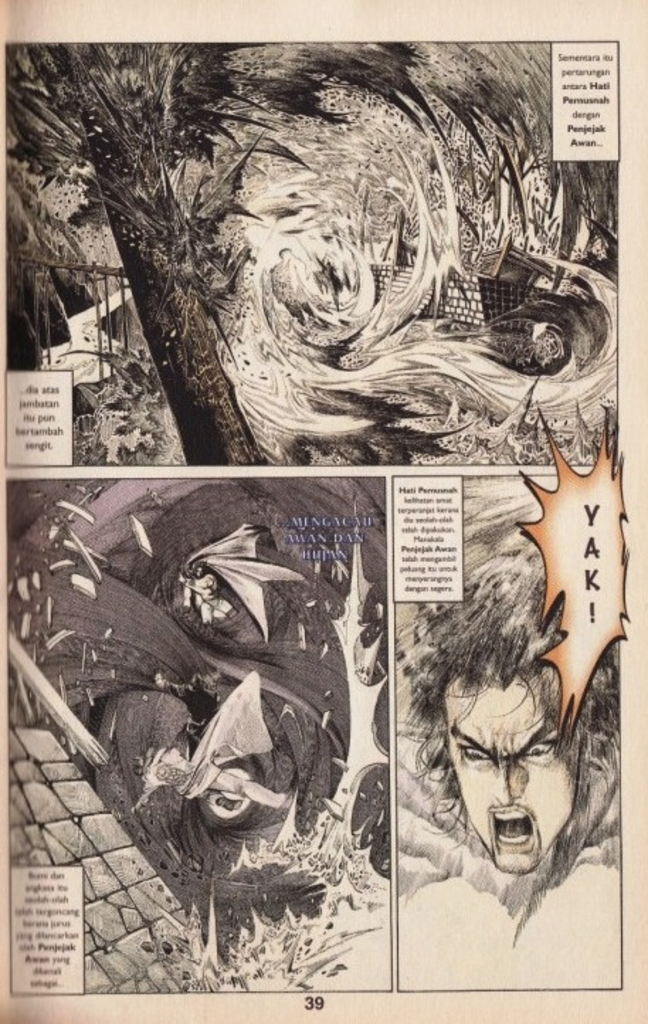 Sementara itu
pertarungan
antara Hati
Pemusnah
dengan
Penjejak
Awan...
...dia atas
jambatan
itu pun
bertambah
sengit.
Hati Pemusnah
kelihatan amat
terperanjat kerana
dia seolah-olah
telah dipukukan.
Manakala
Penjejak Awan
telah mengambil
peluang itu untuk
menyerangnya
dengan segera.
YAK!
Bumi dan
angkasa itu
seolah-olah
telah tergoncang
kerana jurus
yang dilancarkan
oleh Penjejak
Awan yang
dikenali
sebagai...
...MENGACAU
AWAN DAN
HUJAN
39